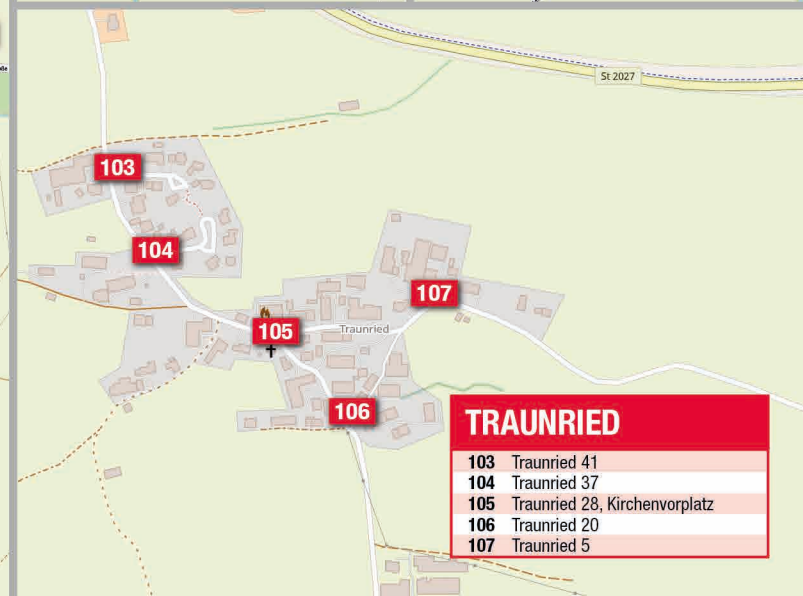 St 2027
103
104
107
105
Traunried
106
TRAUNRIED
103 Traunried 41
104 Traunried 37
105 Traunried 28, Kirchenvorplatz
106 Traunried 20
107 Traunried 5